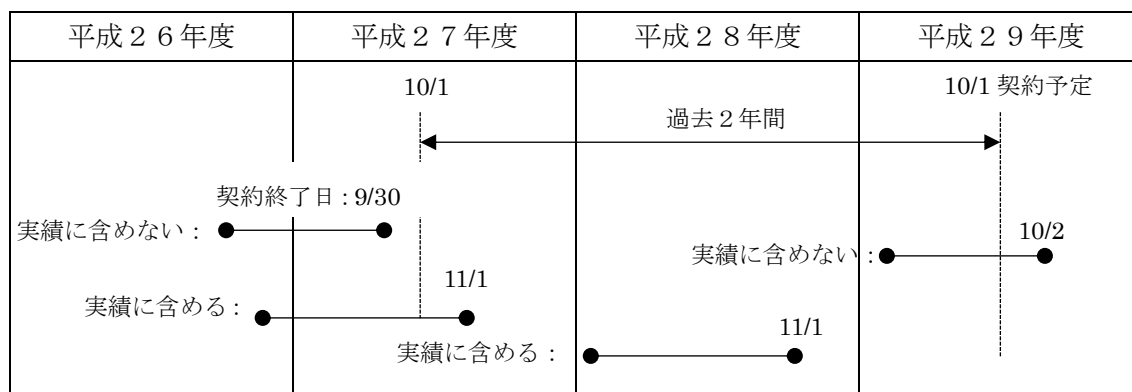 平成２６年度 平成２７年度 平成２８年度 平成２９年度
10/1 10/1 契約予定
過去２年間
契約終了日：9/30
実績に含めない： 10/2
実績に含めない：
11/1
実績に含める：
11/1
実績に含める：